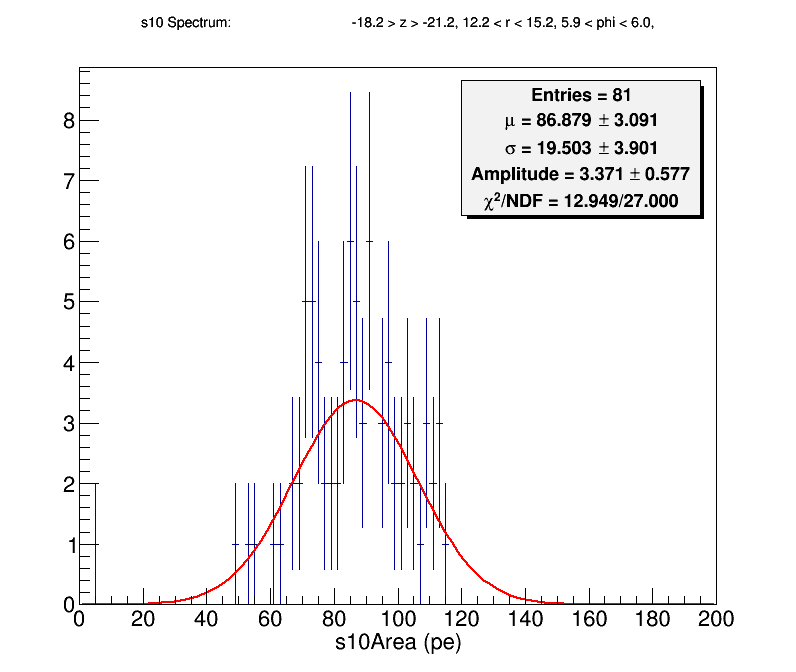 s10 Spectrum: -18.2 > z > -21.2, 12.2 < r < 15.2, 5.9 < phi < 6.0,
Entries = 81
μ = 86.879 ± 3.091
σ = 19.503 ± 3.901
Amplitude = 3.371 ± 0.577
χ²/NDF = 12.949/27.000
8
7
6
5
4
3
2
1
0
0 20 40 60 80 100 120 140 160 180 200
s10Area (pe)